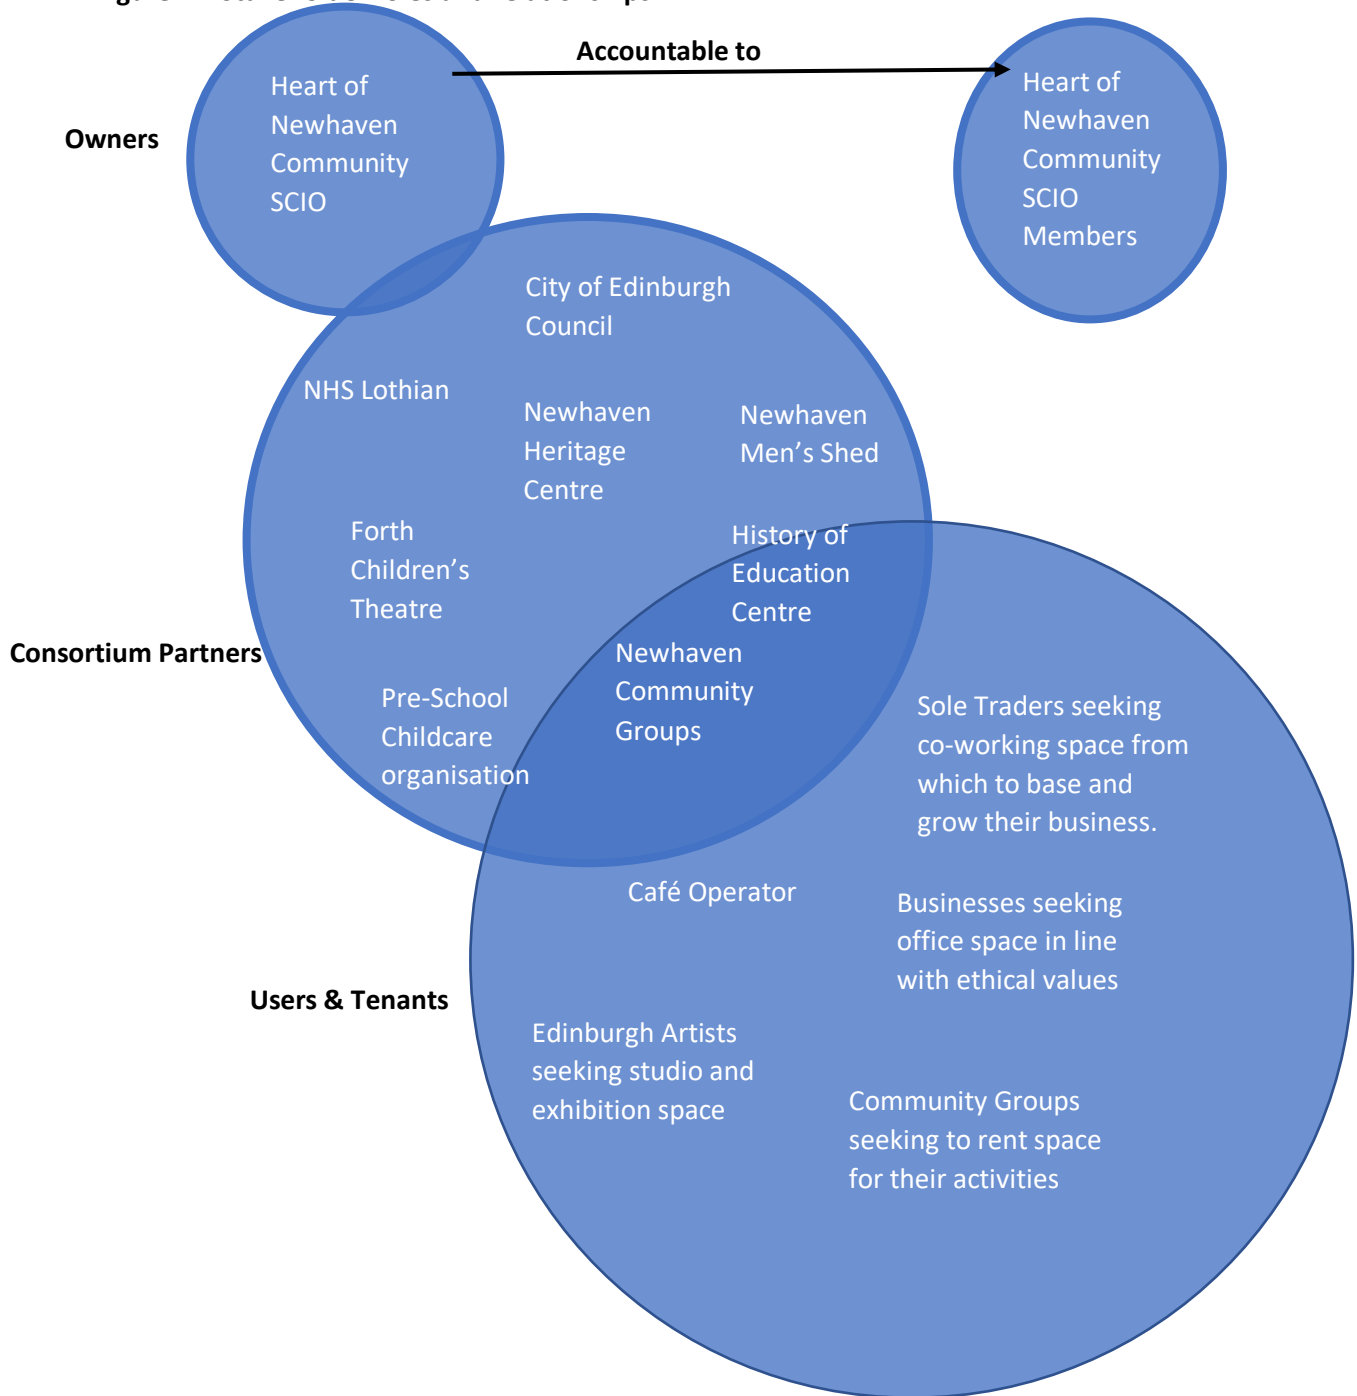 Accountable to
Heart of
Newhaven
Community
SCIO
Heart of
Newhaven
Community
SCIO
Members
Owners
City of Edinburgh
Council
NHS Lothian
Newhaven
Heritage
Centre
Newhaven
Men’s Shed
Forth
Children’s
Theatre
History of
Education
Centre
Consortium Partners
Newhaven
Community
Groups
Pre-School
Childcare
organisation
Sole Traders seeking
co-working space from
which to base and
grow their business.
Café Operator
Businesses seeking
office space in line
with ethical values
Users & Tenants
Edinburgh Artists
seeking studio and
exhibition space
Community Groups
seeking to rent space
for their activities